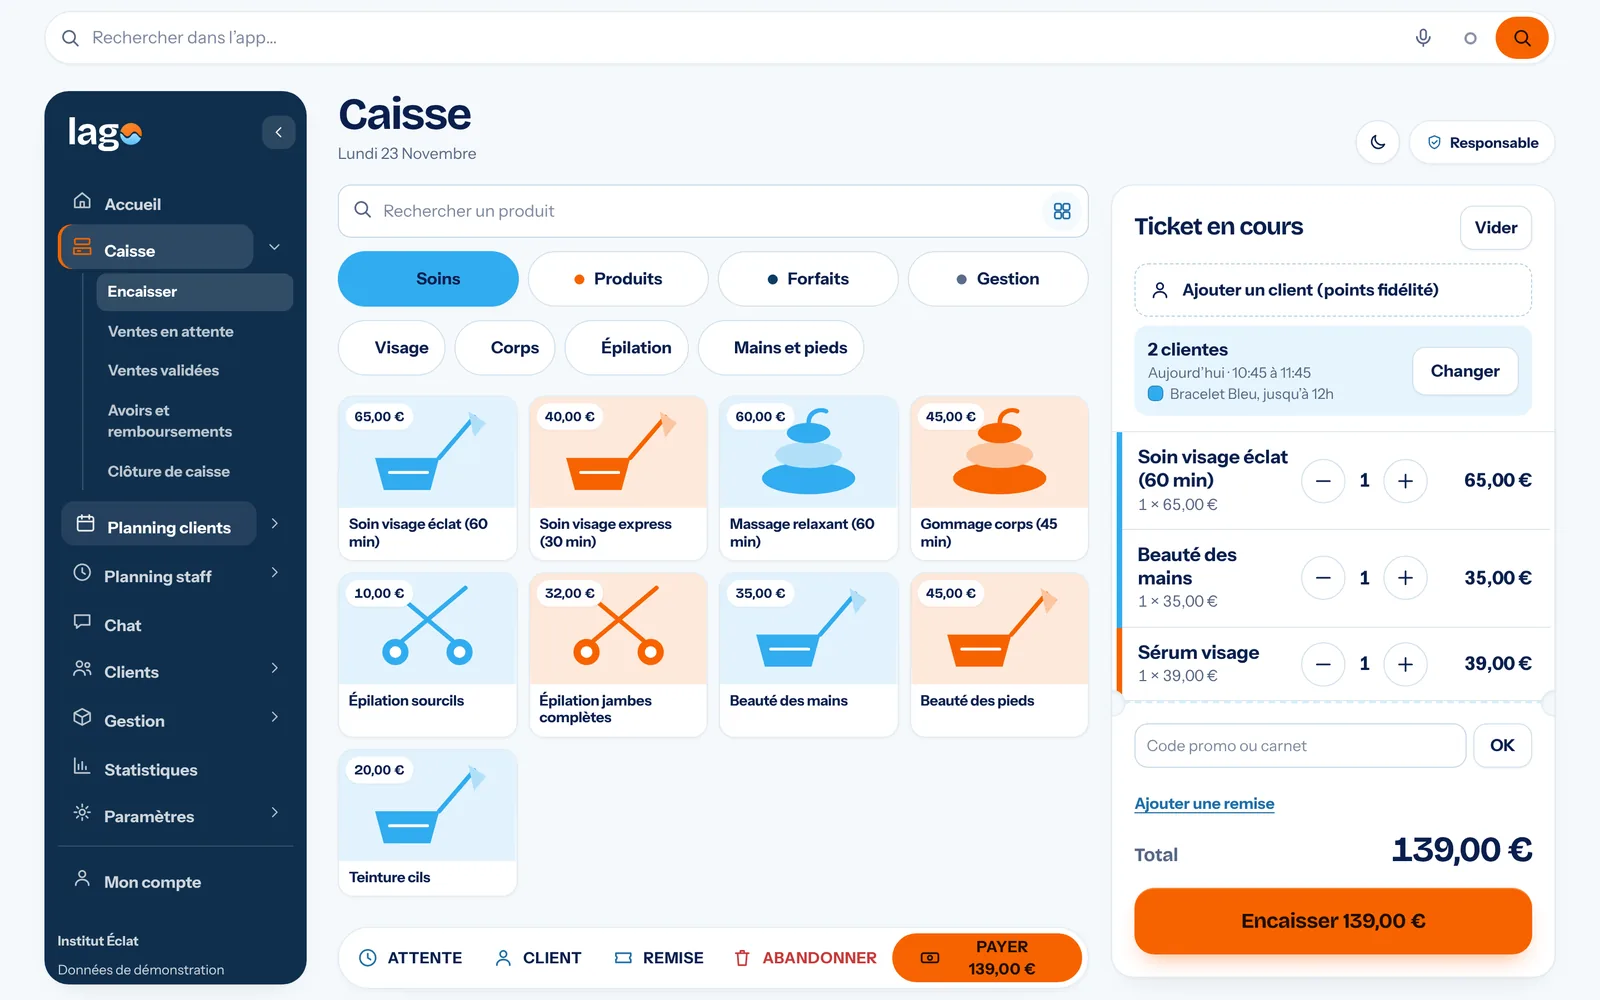 Rechercher dans l'app...
lago
Accueil
Caisse
Encaisser
Ventes en attente
Ventes validées
Avoirs et
remboursements
Clôture de caisse
Planning clients
Planning staff
Chat
Clients
Gestion
Statistiques
Paramètres
Mon compte
Institut Éclat
Données de démonstration
Caisse
Lundi 23 Novembre
Responsable
Rechercher un produit
Soins
Produits
Forfaits
Gestion
Visage
Corps
Épilation
Mains et pieds
65,00 €
Soin visage éclat (60
min)
40,00 €
Soin visage express
(30 min)
60,00 €
Massage relaxant (60
min)
45,00 €
Gommage corps (45
min)
10,00 €
Épilation sourcils
32,00 €
Épilation jambes
complètes
35,00 €
Beauté des mains
45,00 €
Beauté des pieds
20,00 €
Teinture cils
ATTENTE
CLIENT
REMISE
ABANDONNER
PAYER
139,00 €
Ticket en cours
Vider
Ajouter un client (points fidélité)
2 clientes
Aujourd'hui · 10:45 à 11:45
Bracelet Bleu, jusqu'à 12h
Changer
Soin visage éclat
(60 min)
1 × 65,00 €
1
65,00 €
Beauté des
mains
1 × 35,00 €
1
35,00 €
Sérum visage
1 × 39,00 €
1
39,00 €
Code promo ou carnet
OK
Ajouter une remise
Total
139,00 €
Encaisser 139,00 €